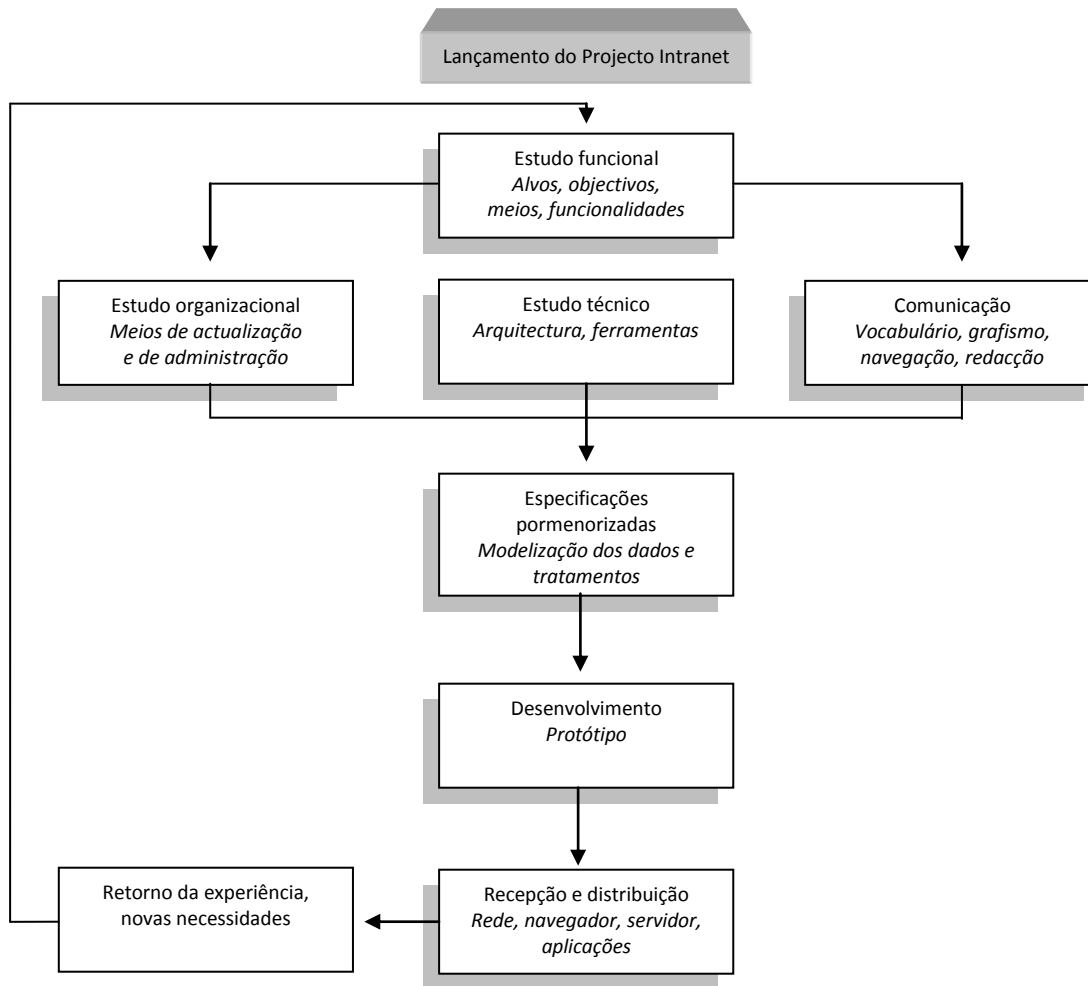 Lançamento do Projecto Intranet
Estudo funcional
Alvos, objectivos,
meios, funcionalidades
Estudo organizacional
Meios de actualização
e de administração
Estudo técnico
Arquitectura, ferramentas
Comunicação
Vocabulário, grafismo,
navegação, redacção
Especificações
pormenorizadas
Modelização dos dados e
tratamentos
Desenvolvimento
Protótipo
Retorno da experiência,
novas necessidades
Recepção e distribuição
Rede, navegador, servidor,
aplicações